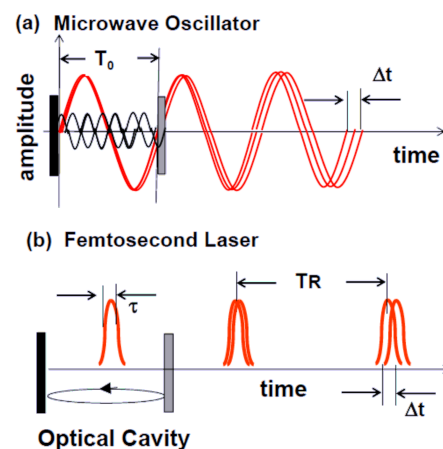 (a) Microwave Oscillator
T0
Δt
amplitude
time
(b) Femtosecond Laser
TR
τ
time
Δt
Optical Cavity